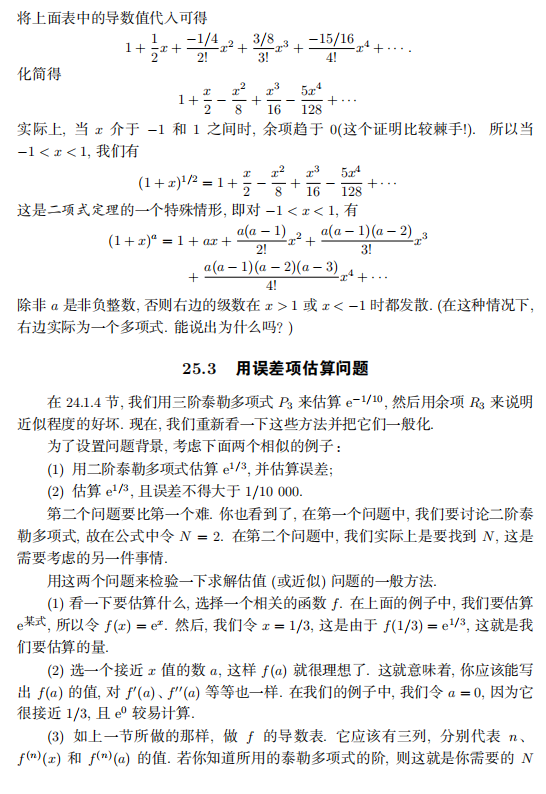 将上面表中的导数值代入可得
1 + \frac{1}{2}x + \frac{-1/4}{2!}x^2 + \frac{3/8}{3!}x^3 + \frac{-15/16}{4!}x^4 + ··· .
化简得
1 + \frac{x}{2} - \frac{x^2}{8} + \frac{x^3}{16} - \frac{5x^4}{128} + ···
实际上, 当 x 介于 -1 和 1 之间时, 余项趋于 0(这个证明比较棘手!). 所以当
-1 < x < 1, 我们有
(1 + x)^{1/2} = 1 + \frac{x}{2} - \frac{x^2}{8} + \frac{x^3}{16} - \frac{5x^4}{128} + ···
这是二项式定理的一个特殊情形, 即对 -1 < x < 1, 有
(1 + x)^a = 1 + ax + \frac{a(a-1)}{2!}x^2 + \frac{a(a-1)(a-2)}{3!}x^3
+ \frac{a(a-1)(a-2)(a-3)}{4!}x^4 + ···
除非 a 是非负整数, 否则右边的级数在 x > 1 或 x < -1 时都发散. (在这种情况下,
右边实际为一个多项式. 能说出为什么吗? )
25.3 用误差项估算问题
在 24.1.4 节, 我们用三阶泰勒多项式 P_3 来估算 e^{-1/10}, 然后用余项 R_3 来说明
近似程度的好坏. 现在, 我们重新看一下这些方法并把它们一般化.
为了设置问题背景, 考虑下面两个相似的例子：
(1) 用二阶泰勒多项式估算 e^{1/3}, 并估算误差;
(2) 估算 e^{1/3}, 且误差不得大于 1/10 000.
第二个问题要比第一个难. 你也看到了, 在第一个问题中, 我们要讨论二阶泰
勒多项式, 故在公式中令 N = 2. 在第二个问题中, 我们实际上是要找到 N, 这是
需要考虑的另一件事情.
用这两个问题来检验一下求解估值 (或近似) 问题的一般方法.
(1) 看一下要估算什么, 选择一个相关的函数 f. 在上面的例子中, 我们要估算
e^{某式}, 所以令 f(x) = e^x. 然后, 我们令 x = 1/3, 这是由于 f(1/3) = e^{1/3}, 这就是我
们要估算的量.
(2) 选一个接近 x 值的数 a, 这样 f(a) 就很理想了. 这就意味着, 你应该能写
出 f(a) 的值, 对 f′(a)、f″(a) 等等也一样. 在我们的例子中, 我们令 a = 0, 因为它
很接近 1/3, 且 e^0 较易计算.
(3) 如上一节所做的那样, 做 f 的导数表. 它应该有三列, 分别代表 n、
f^{(n)}(x) 和 f^{(n)}(a) 的值. 若你知道所用的泰勒多项式的阶, 则这就是你需要的 N